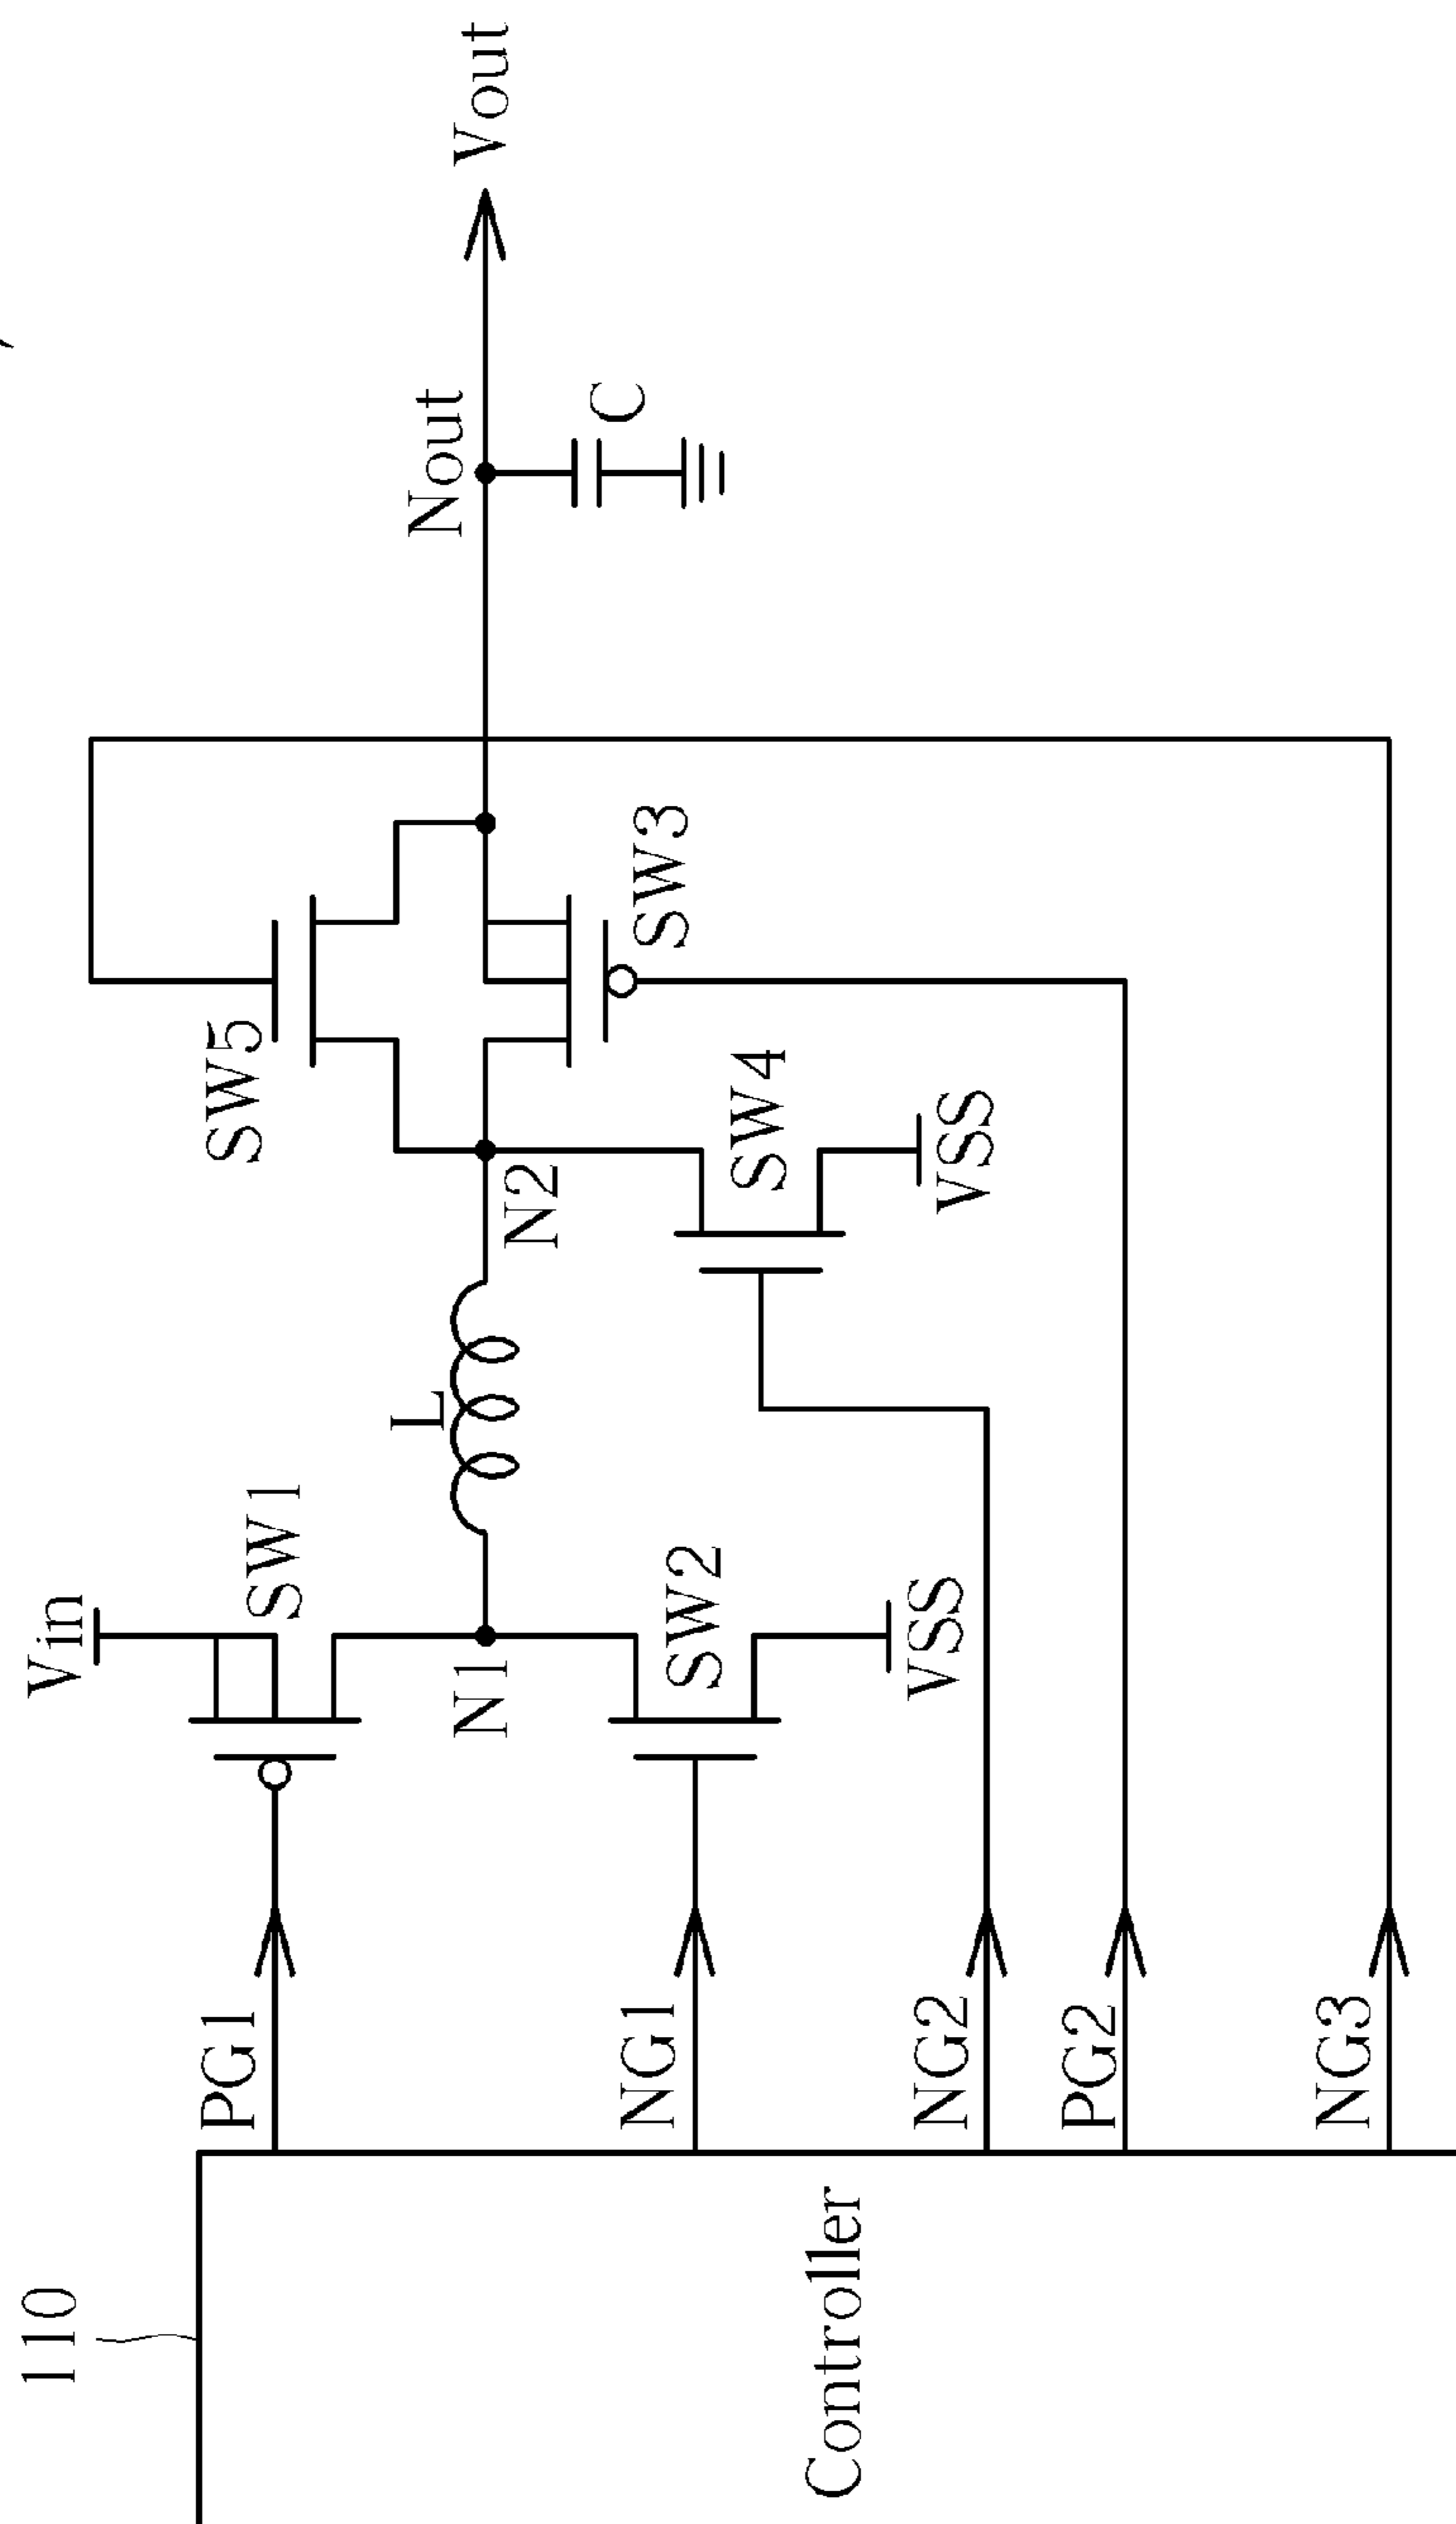 110
Controller
PG1
NG1
NG2
PG2
NG3
Vin
SW1
N1
SW2
VSS
L
N2
SW5
SW4
VSS
SW3
Nout
C
Vout